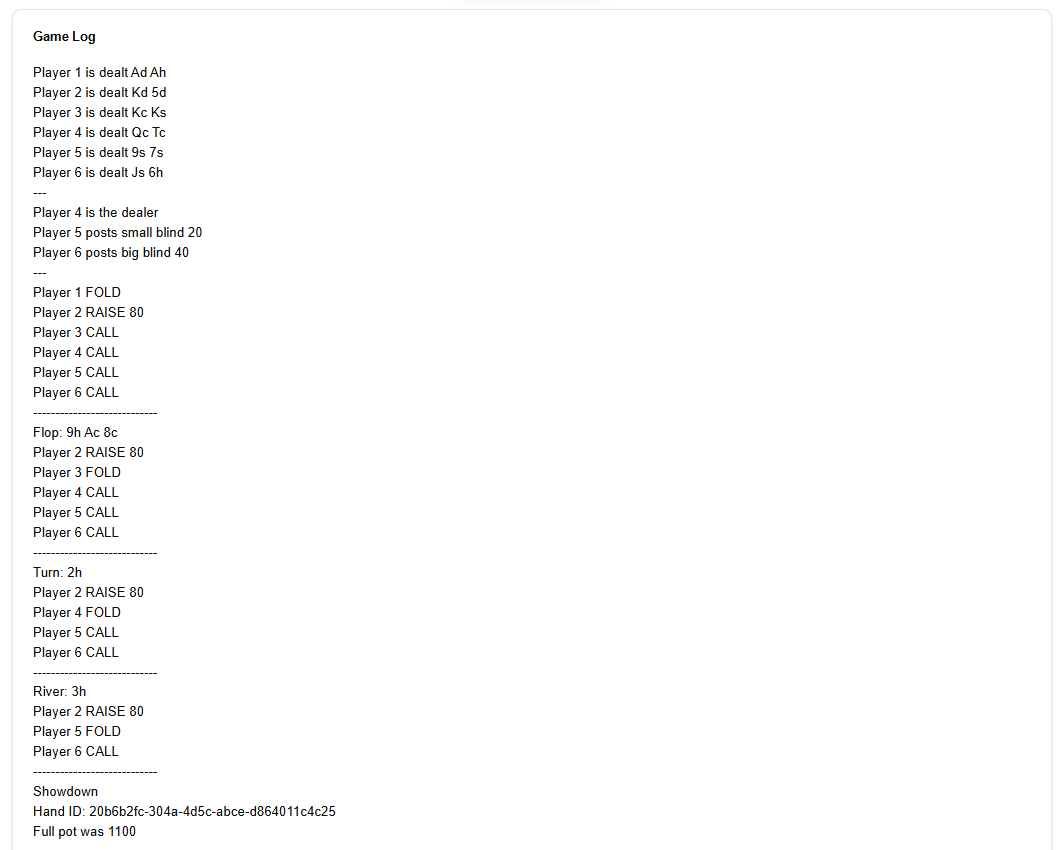 Game Log
Player 1 is dealt Ad Ah
Player 2 is dealt Kd 5d
Player 3 is dealt Kc Ks
Player 4 is dealt Qc Tc
Player 5 is dealt 9s 7s
Player 6 is dealt Js 6h
---
Player 4 is the dealer
Player 5 posts small blind 20
Player 6 posts big blind 40
---
Player 1 FOLD
Player 2 RAISE 80
Player 3 CALL
Player 4 CALL
Player 5 CALL
Player 6 CALL
----------------------------
Flop: 9h Ac 8c
Player 2 RAISE 80
Player 3 FOLD
Player 4 CALL
Player 5 CALL
Player 6 CALL
----------------------------
Turn: 2h
Player 2 RAISE 80
Player 4 FOLD
Player 5 CALL
Player 6 CALL
----------------------------
River: 3h
Player 2 RAISE 80
Player 5 FOLD
Player 6 CALL
----------------------------
Showdown
Hand ID: 20b6b2fc-304a-4d5c-abce-d864011c4c25
Full pot was 1100